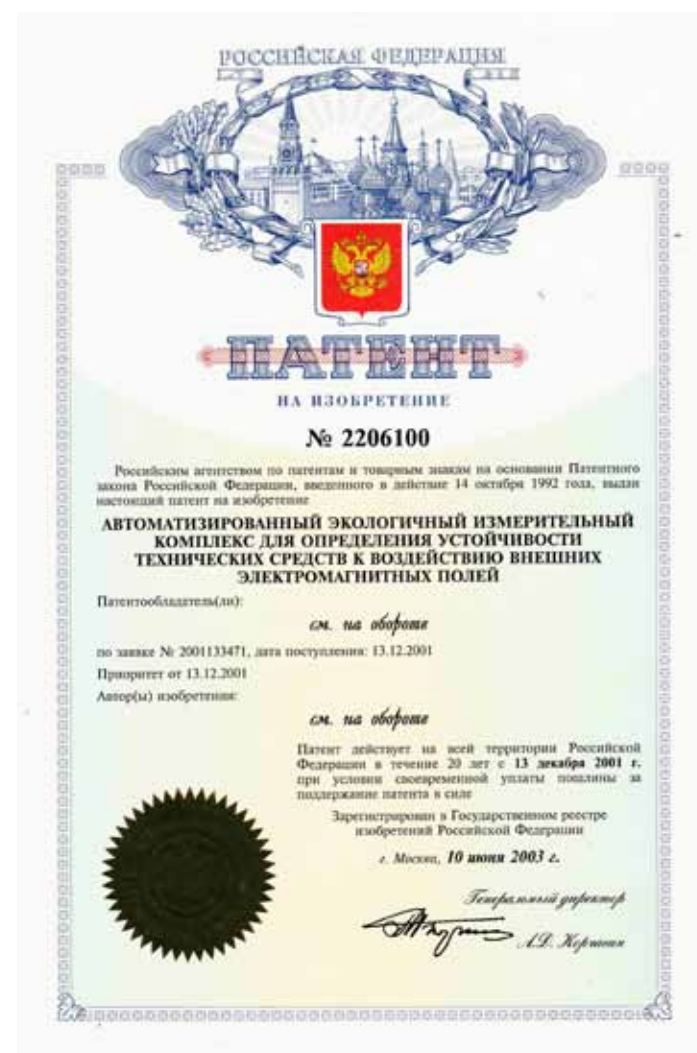 РОССИЙСКАЯ ФЕДЕРАЦИЯ
ПАТЕНТ
НА ИЗОБРЕТЕНИЕ
№ 2206100
Российским агентством по патентам и товарным знакам на основании Патентного
закона Российской Федерации, введенного в действие 14 октября 1992 года, выдан
настоящий патент на изобретение
АВТОМАТИЗИРОВАННЫЙ ЭКОЛОГИЧНЫЙ ИЗМЕРИТЕЛЬНЫЙ
КОМПЛЕКС ДЛЯ ОПРЕДЕЛЕНИЯ УСТОЙЧИВОСТИ
ТЕХНИЧЕСКИХ СРЕДСТВ К ВОЗДЕЙСТВИЮ ВНЕШНИХ
ЭЛЕКТРОМАГНИТНЫХ ПОЛЕЙ
Патентообладатель(ли):
см. на обороте
по заявке № 2001133471, дата поступления: 13.12.2001
Приоритет от 13.12.2001
Автор(ы) изобретения:
см. на обороте
Патент действует на всей территории Российской
Федерации в течение 20 лет с 13 декабря 2001 г.
при условии своевременной уплаты пошлины за
поддержание патента в силе
Зарегистрирован в Государственном реестре
изобретений Российской Федерации
г. Москва, 10 июня 2003 г.
Генеральный директор
А.Д. Корчагин